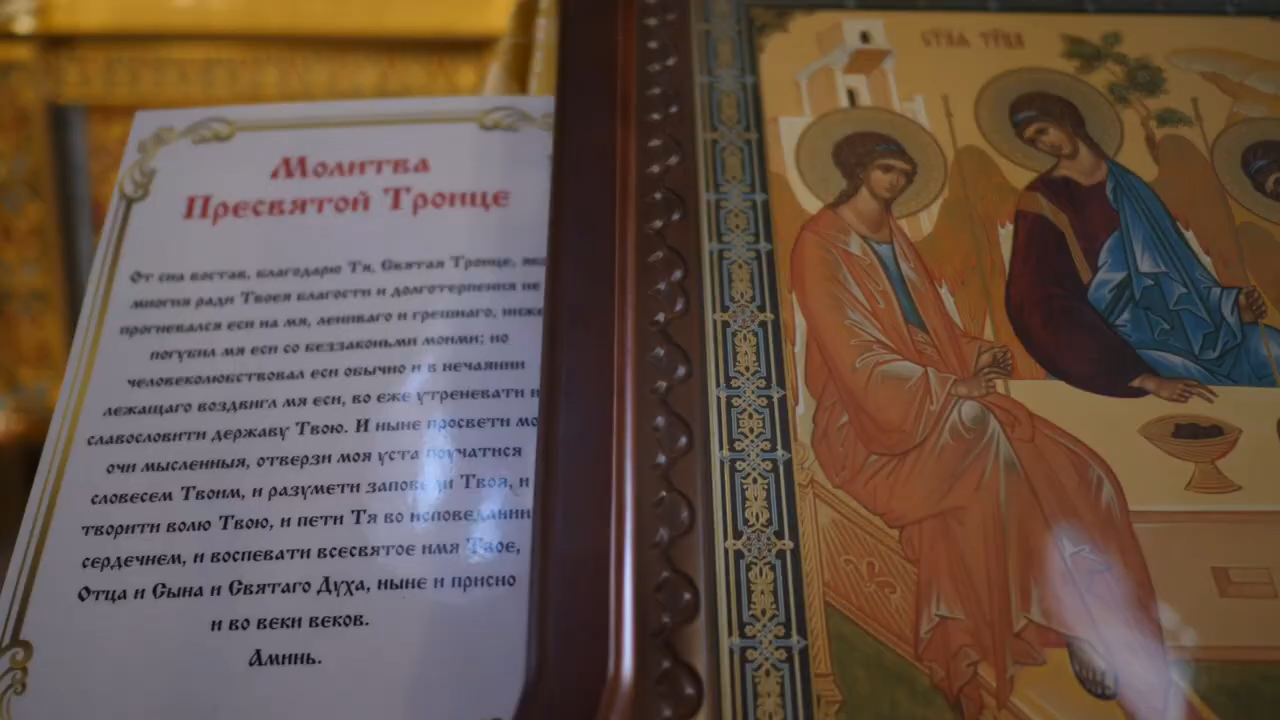 Молитва
Пресвятой Троице
От сна востав, благодарю Тя, Святая Троице, яко
многия ради Твоея благости и долготерпения не
прогневался еси на мя, лениваго и грешнаго, ниже
погубил мя еси со беззаконьми моими; но
человеколюбствовал еси обычно и в нечаянии
лежащаго воздвигл мя еси, во еже утреневати и
славословити державу Твою. И ныне просвети мо
очи мысленныя, отверзи моя уста поучатися
словесем Твоим, и разумети заповеди Твоя, и
творити волю Твою, и пети Тя во исповедании
сердечнем, и воспевати всесвятое имя Твое,
Отца и Сына и Святаго Духа, ныне и присно
и во веки веков.
Аминь.